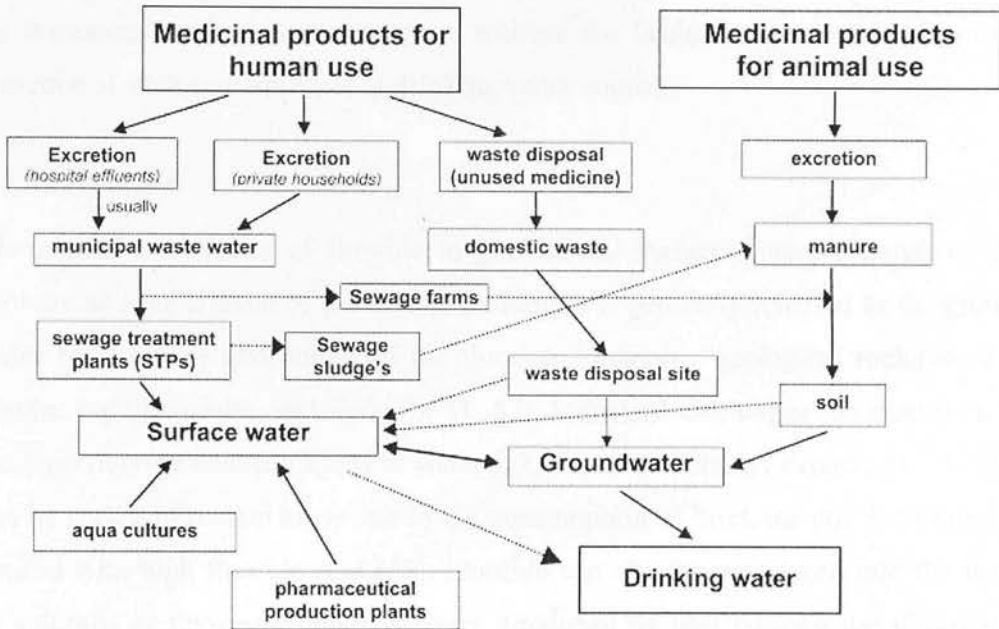 Medicinal products for
human use
Medicinal products
for animal use
Excretion
(hospital effluents)
Excretion
(private households)
waste disposal
(unused medicine)
excretion
usually
municipal waste water
domestic waste
manure
Sewage farms
sewage treatment
plants (STPs)
Sewage
sludge's
waste disposal site
soil
Surface water
Groundwater
aqua cultures
pharmaceutical
production plants
Drinking water